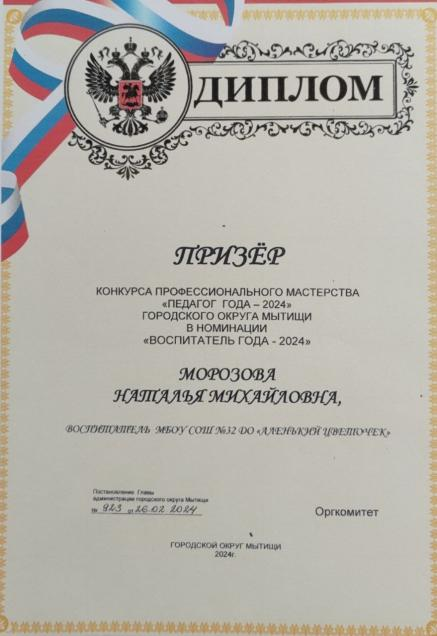 ДИПЛОМ
ПРИЗЁР
КОНКУРСА ПРОФЕССИОНАЛЬНОГО МАСТЕРСТВА
«ПЕДАГОГ ГОДА – 2024»
ГОРОДСКОГО ОКРУГА МЫТИЩИ
В НОМИНАЦИИ
«ВОСПИТАТЕЛЬ ГОДА - 2024»
МОРОЗОВА
НАТАЛЬЯ МИХАЙЛОВНА,
ВОСПИТАТЕЛЬ МБОУ СОШ №32 ДО «АЛЕНЬКИЙ ЦВЕТОЧЕК»
Постановление Главы
администрации городского округа Мытищи
№ 923 от 26.02 2024
Оргкомитет
ГОРОДСКОЙ ОКРУГ МЫТИЩИ
2024г.